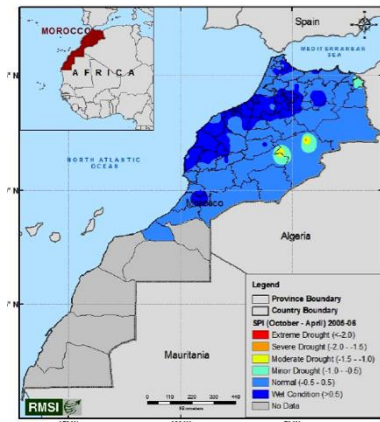 MOROCCO
AFRICA
Spain
MEDITERRANEAN
SEA
NORTH ATLANTIC
OCEAN
Algeria
Mauritania
Legend
Province Boundary
Country Boundary
SPI (October - April) 2005-06
Extreme Drought (<-2.0)
Severe Drought (-2.0 - -1.5)
Moderate Drought (-1.5 - -1.0)
Minor Drought (-1.0 - -0.5)
Normal (-0.5 - 0.5)
Wet Condition (>0.5)
No Data
RMSI